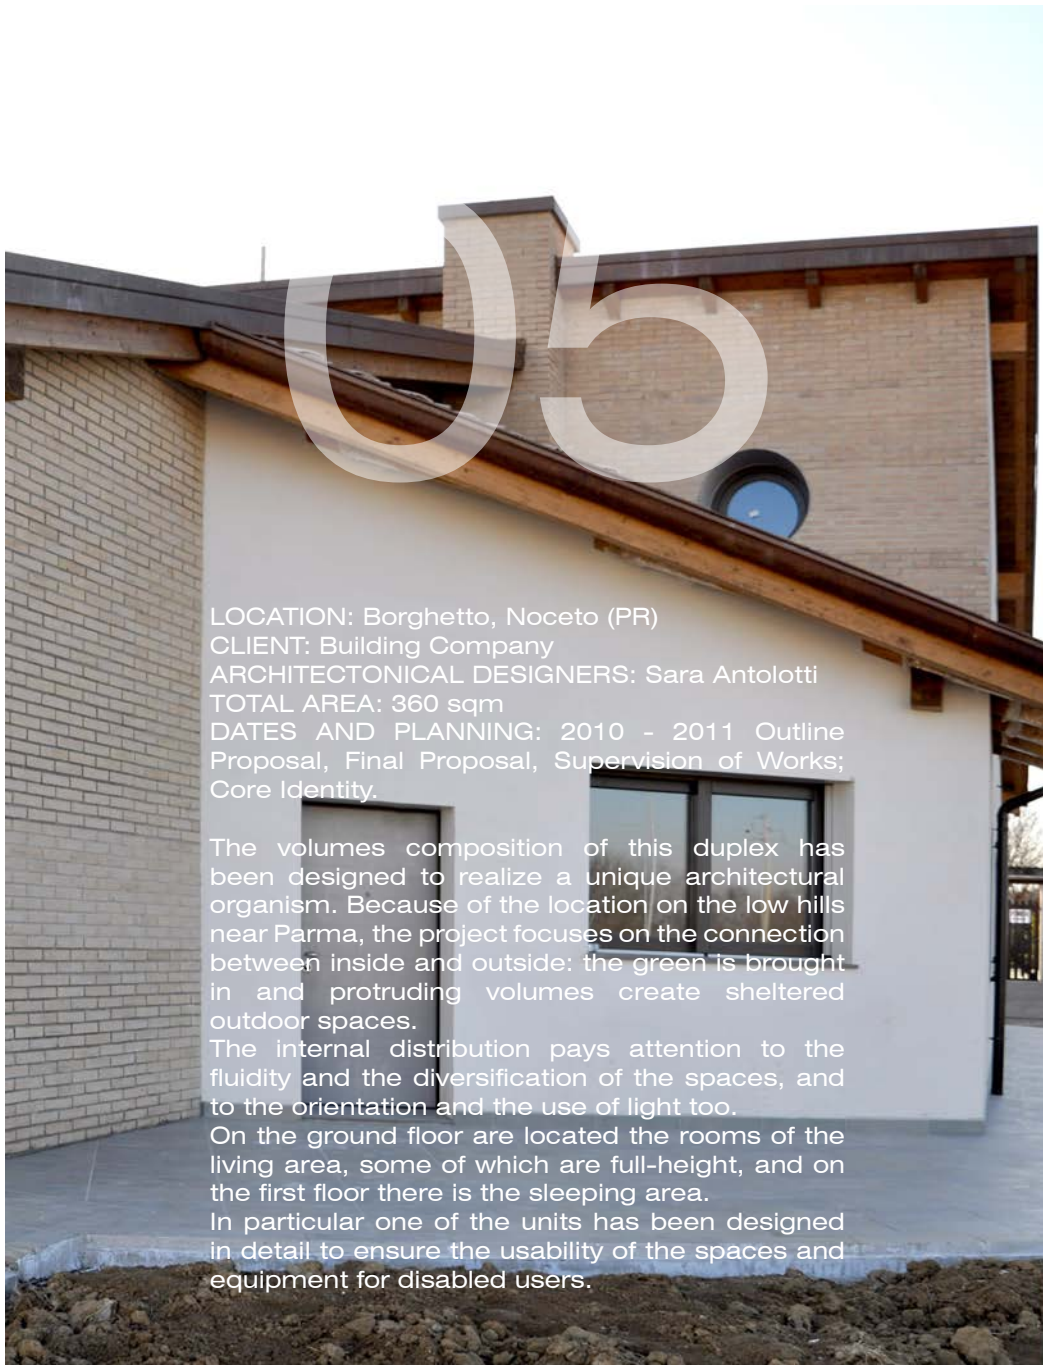 05
LOCATION: Borghetto, Noceto (PR)
CLIENT: Building Company
ARCHITECTONICAL DESIGNERS: Sara Antolotti
TOTAL AREA: 360 sqm
DATES AND PLANNING: 2010 - 2011 Outline
Proposal, Final Proposal, Supervision of Works;
Core Identity.
The volumes composition of this duplex has
been designed to realize a unique architectural
organism. Because of the location on the low hills
near Parma, the project focuses on the connection
between inside and outside: the green is brought
in and protruding volumes create sheltered
outdoor spaces.
The internal distribution pays attention to the
fluidity and the diversification of the spaces, and
to the orientation and the use of light too.
On the ground floor are located the rooms of the
living area, some of which are full-height, and on
the first floor there is the sleeping area.
In particular one of the units has been designed
in detail to ensure the usability of the spaces and
equipment for disabled users.